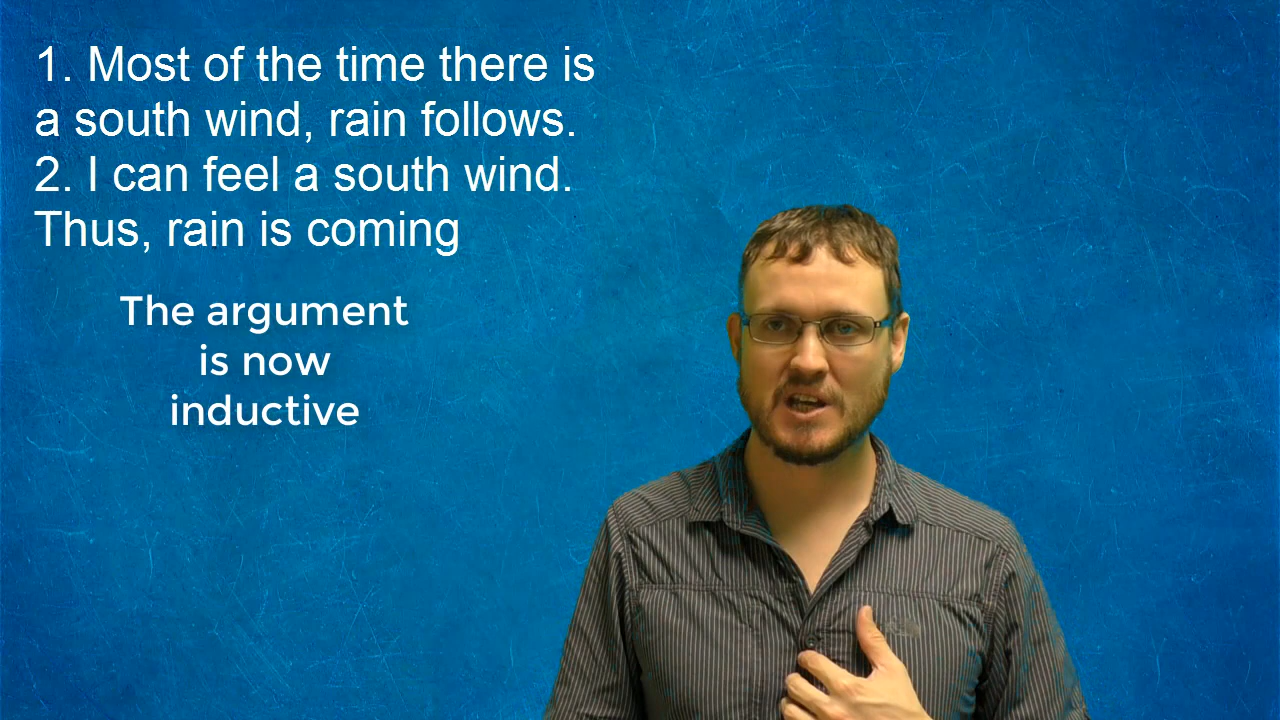 1. Most of the time there is
a south wind, rain follows.
2. I can feel a south wind.
Thus, rain is coming
The argument
is now
inductive